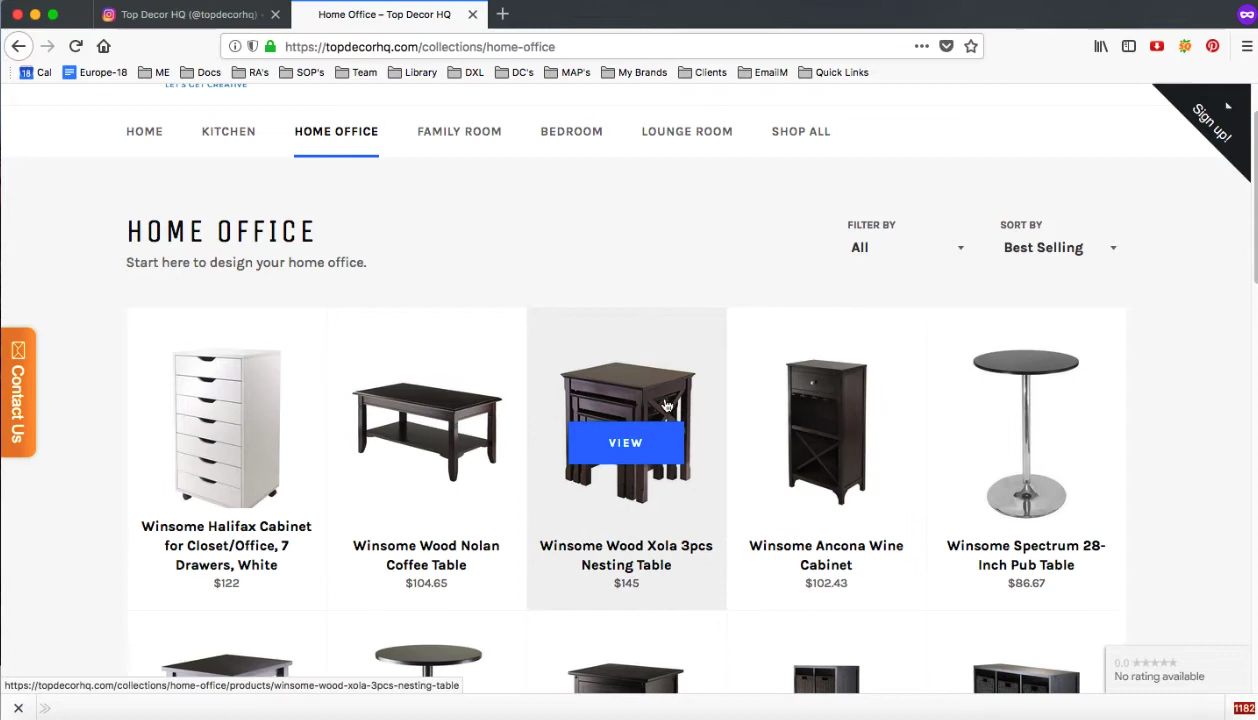 Top Decor HQ (@topdecorhq) •
Home Office – Top Decor HQ
https://topdecorhq.com/collections/home-office
18 Cal
Europe-18
ME
Docs
RA's
SOP's
Team
Library
DXL
DC's
MAP's
My Brands
Clients
EmailM
Quick Links
LET'S GET CREATIVE
Sign up!
HOME
KITCHEN
HOME OFFICE
FAMILY ROOM
BEDROOM
LOUNGE ROOM
SHOP ALL
HOME OFFICE
Start here to design your home office.
FILTER BY
All
SORT BY
Best Selling
Contact Us
VIEW
Winsome Halifax Cabinet
for Closet/Office, 7
Drawers, White
$122
Winsome Wood Nolan
Coffee Table
$104.65
Winsome Wood Xola 3pcs
Nesting Table
$145
Winsome Ancona Wine
Cabinet
$102.43
Winsome Spectrum 28-
Inch Pub Table
$86.67
0.0 ★★★★★
No rating available
https://topdecorhq.com/collections/home-office/products/winsome-wood-xola-3pcs-nesting-table
1182